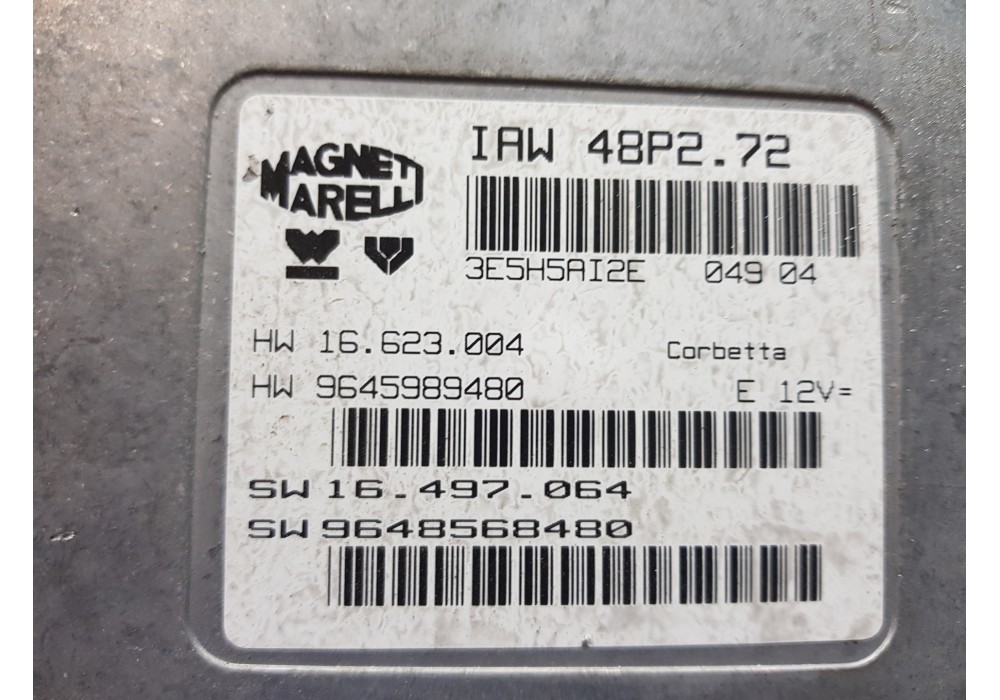 MAGNETI
MARELLI
IAW 48P2.72
3E5H5AI2E 049 04
HW 16.623.004
Corbetta
HW 9645989480
E 12V=
SW 16.497.064
SW 9648568480